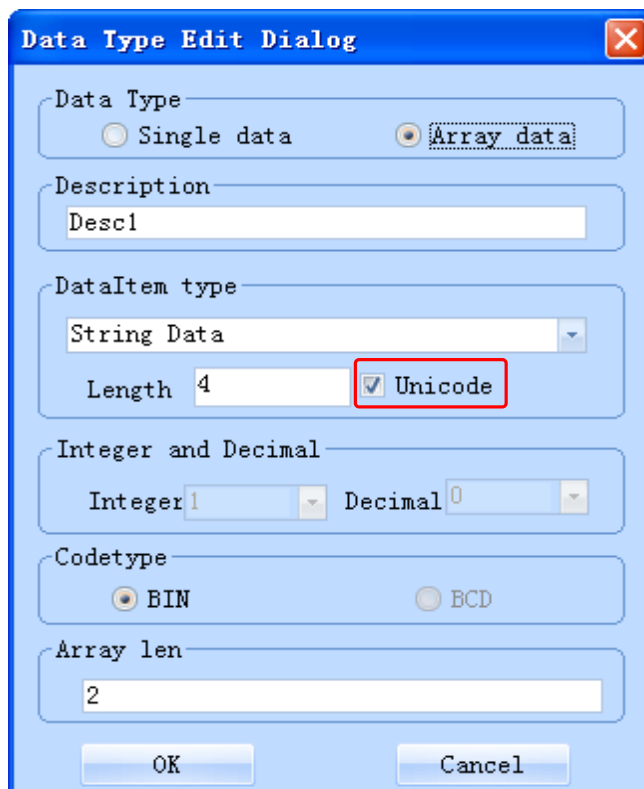 Data Type Edit Dialog
Data Type
Single data Array data
Description
Desc1
DataItem type
String Data
Length 4 Unicode
Integer and Decimal
Integer 1 Decimal 0
Codetype
BIN BCD
Array len
2
OK Cancel